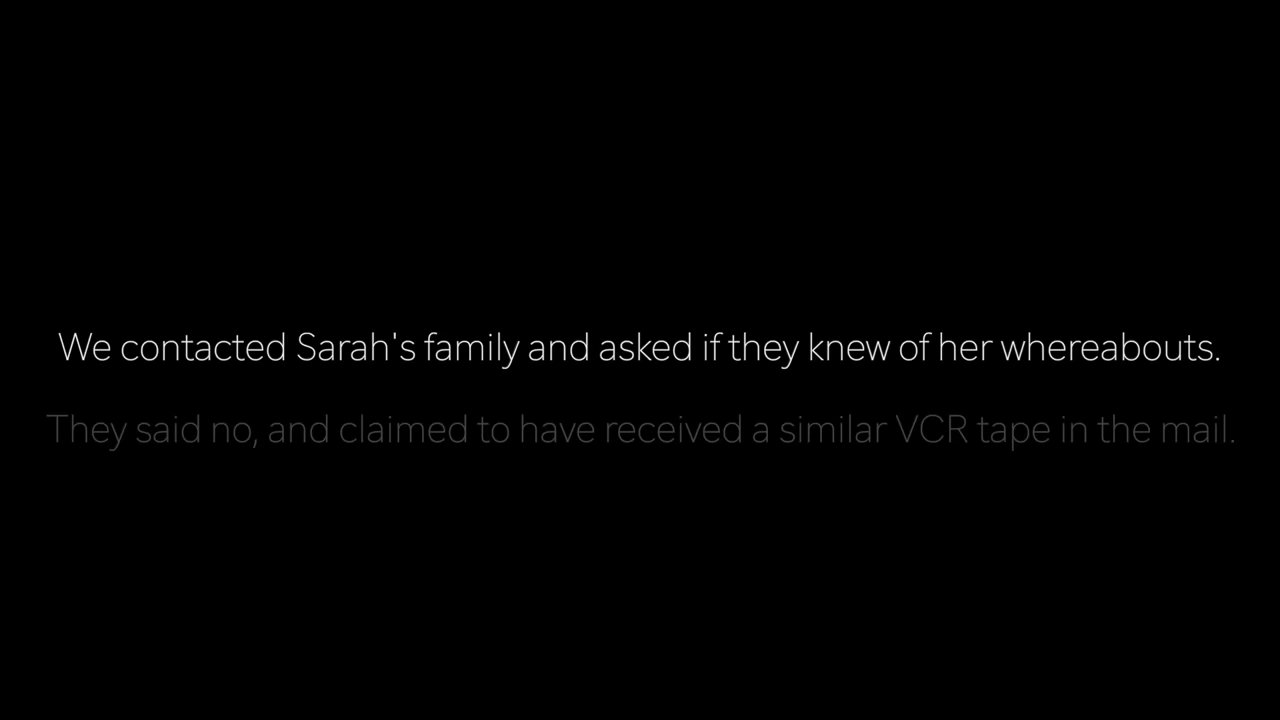 We contacted Sarah's family and asked if they knew of her whereabouts.
They said no, and claimed to have received a similar VCR tape in the mail.